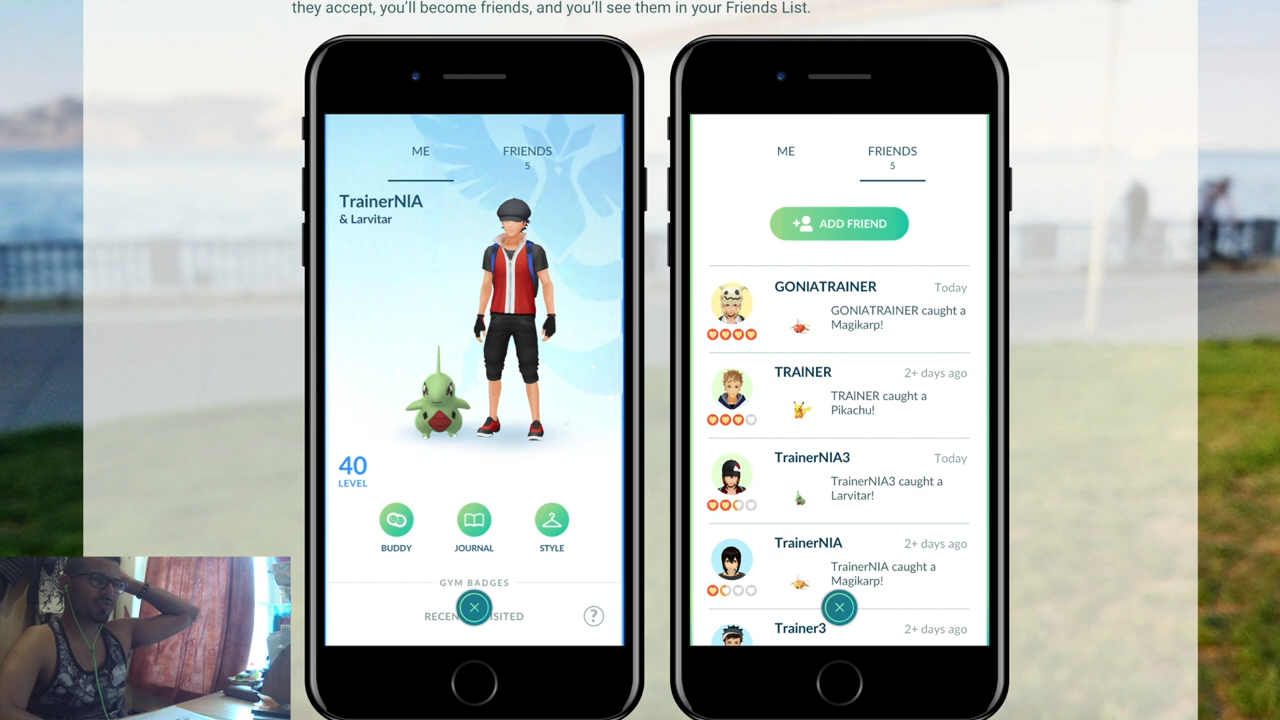 they accept, you'll become friends, and you'll see them in your Friends List.
ME
FRIENDS
5
TrainerNIA
& Larvitar
40
LEVEL
BUDDY
JOURNAL
STYLE
GYM BADGES
?
ME
FRIENDS
5
ADD FRIEND
GONIATRAINER
Today
GONIATRAINER caught a
Magikarp!
TRAINER
2+ days ago
TRAINER caught a
Pikachu!
TrainerNIA3
Today
TrainerNIA3 caught a
Larvitar!
TrainerNIA
2+ days ago
TrainerNIA caught a
Magikarp!
Trainer3
2+ days ago